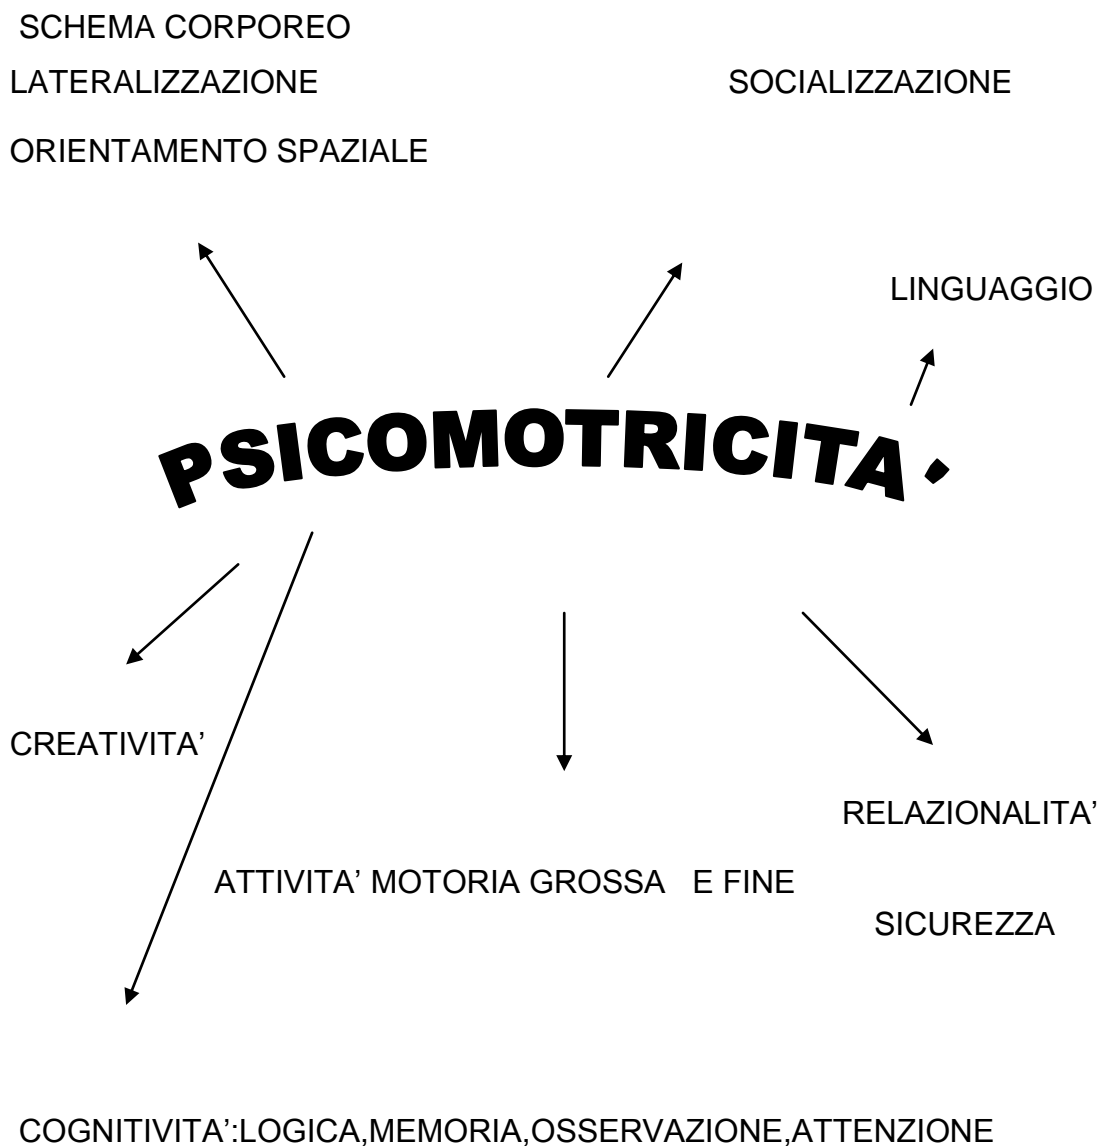 SCHEMA CORPOREO
LATERALIZZAZIONE
SOCIALIZZAZIONE
ORIENTAMENTO SPAZIALE
LINGUAGGIO
PSICOMOTRICITA'
CREATIVITA’
RELAZIONALITA’
ATTIVITA’ MOTORIA GROSSA E FINE
SICUREZZA
COGNITIVITA’:LOGICA,MEMORIA,OSSERVAZIONE,ATTENZIONE